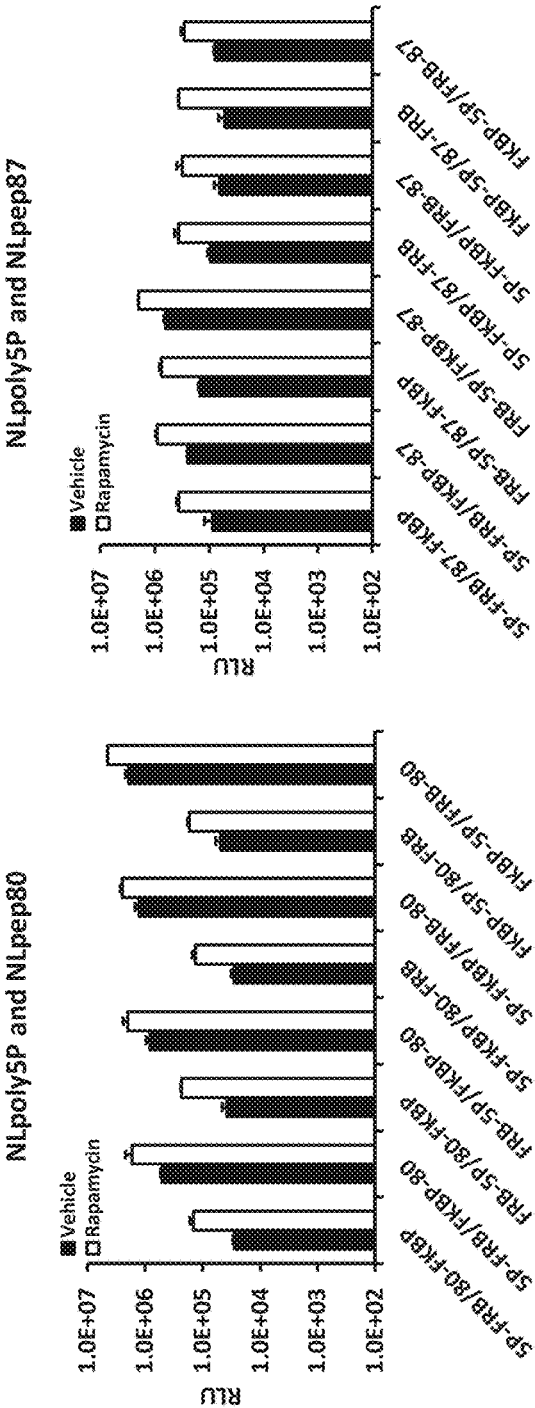 NLpoly5P and NLpep80
Vehicle
Rapamycin
1.0E+07
1.0E+06
1.0E+05
1.0E+04
1.0E+03
1.0E+02
RLU
5P-FRB/80-FKBP
5P-FRB/FKBP-80
FRB-5P/80-FKBP
FRB-5P/FKBP-80
5P-FKBP/80-FRB
5P-FKBP/FRB-80
FKBP-5P/80-FRB
FKBP-5P/FRB-80
NLpoly5P and NLpep87
Vehicle
Rapamycin
1.0E+07
1.0E+06
1.0E+05
1.0E+04
1.0E+03
1.0E+02
RLU
5P-FRB/87-FKBP
5P-FRB/FKBP-87
FRB-5P/87-FKBP
FRB-5P/FKBP-87
5P-FKBP/87-FRB
5P-FKBP/FRB-87
FKBP-5P/87-FRB
FKBP-5P/FRB-87